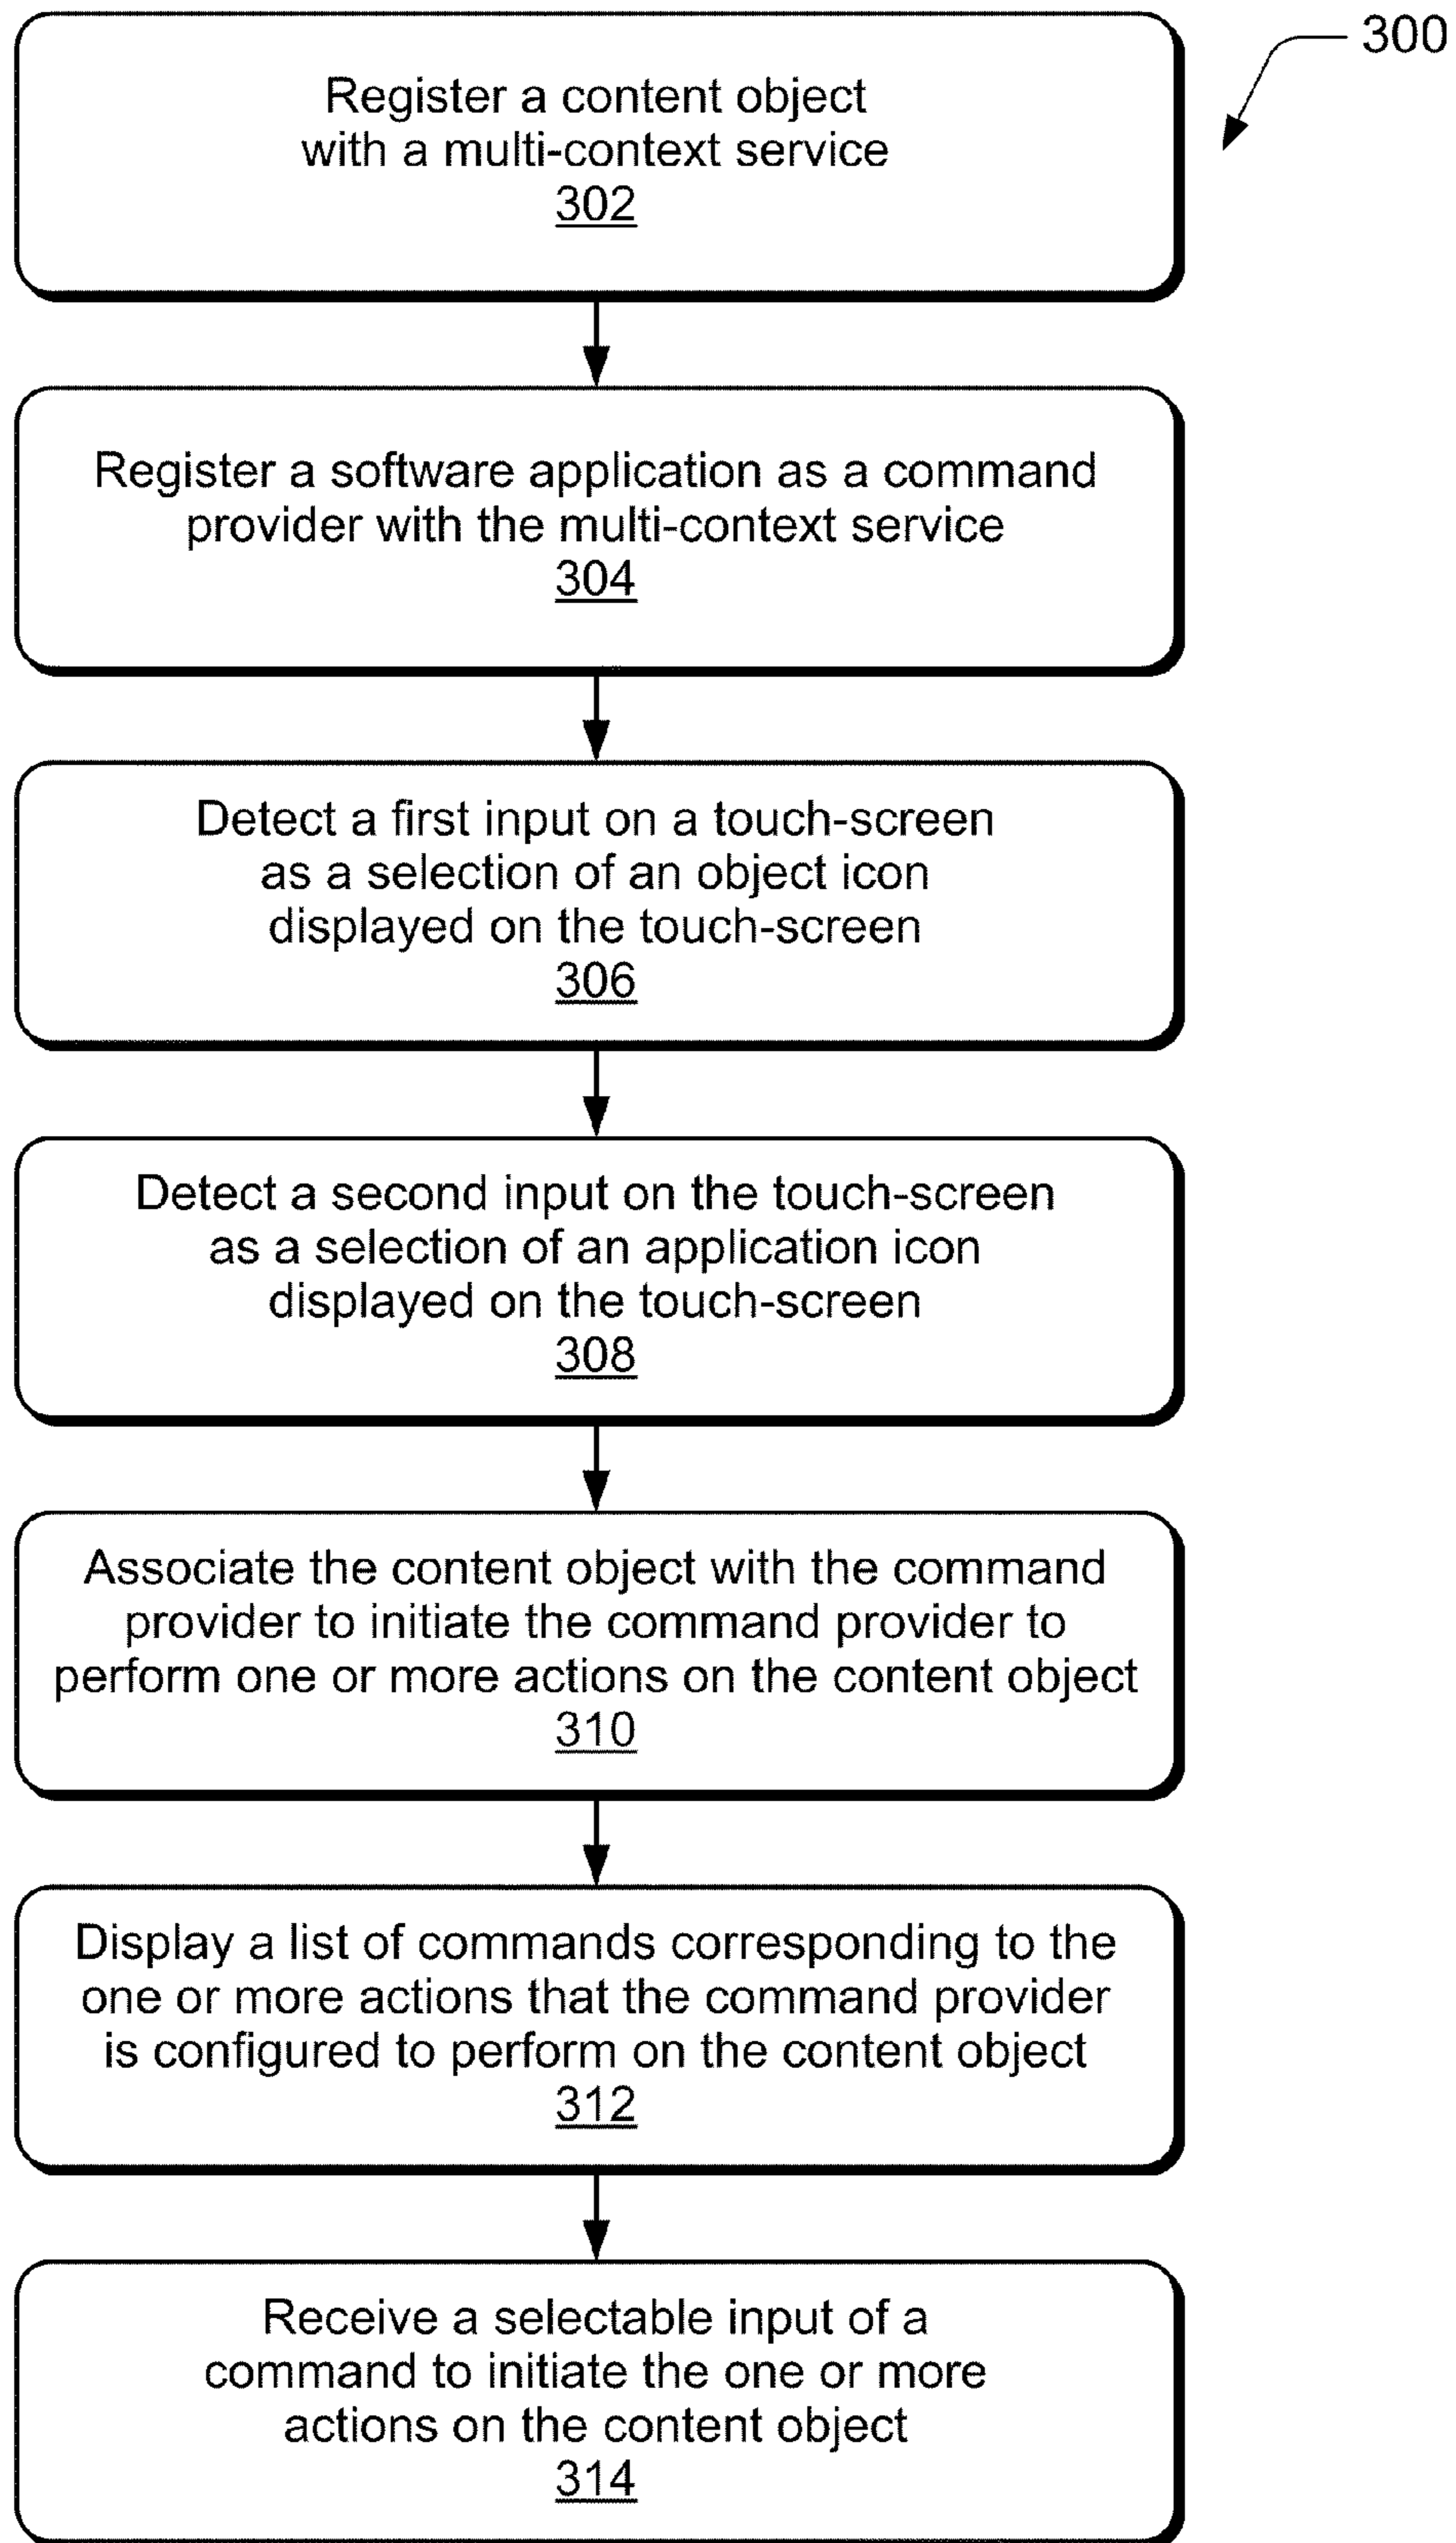 300
Register a content object
with a multi-context service
302
Register a software application as a command
provider with the multi-context service
304
Detect a first input on a touch-screen
as a selection of an object icon
displayed on the touch-screen
306
Detect a second input on the touch-screen
as a selection of an application icon
displayed on the touch-screen
308
Associate the content object with the command
provider to initiate the command provider to
perform one or more actions on the content object
310
Display a list of commands corresponding to the
one or more actions that the command provider
is configured to perform on the content object
312
Receive a selectable input of a
command to initiate the one or more
actions on the content object
314